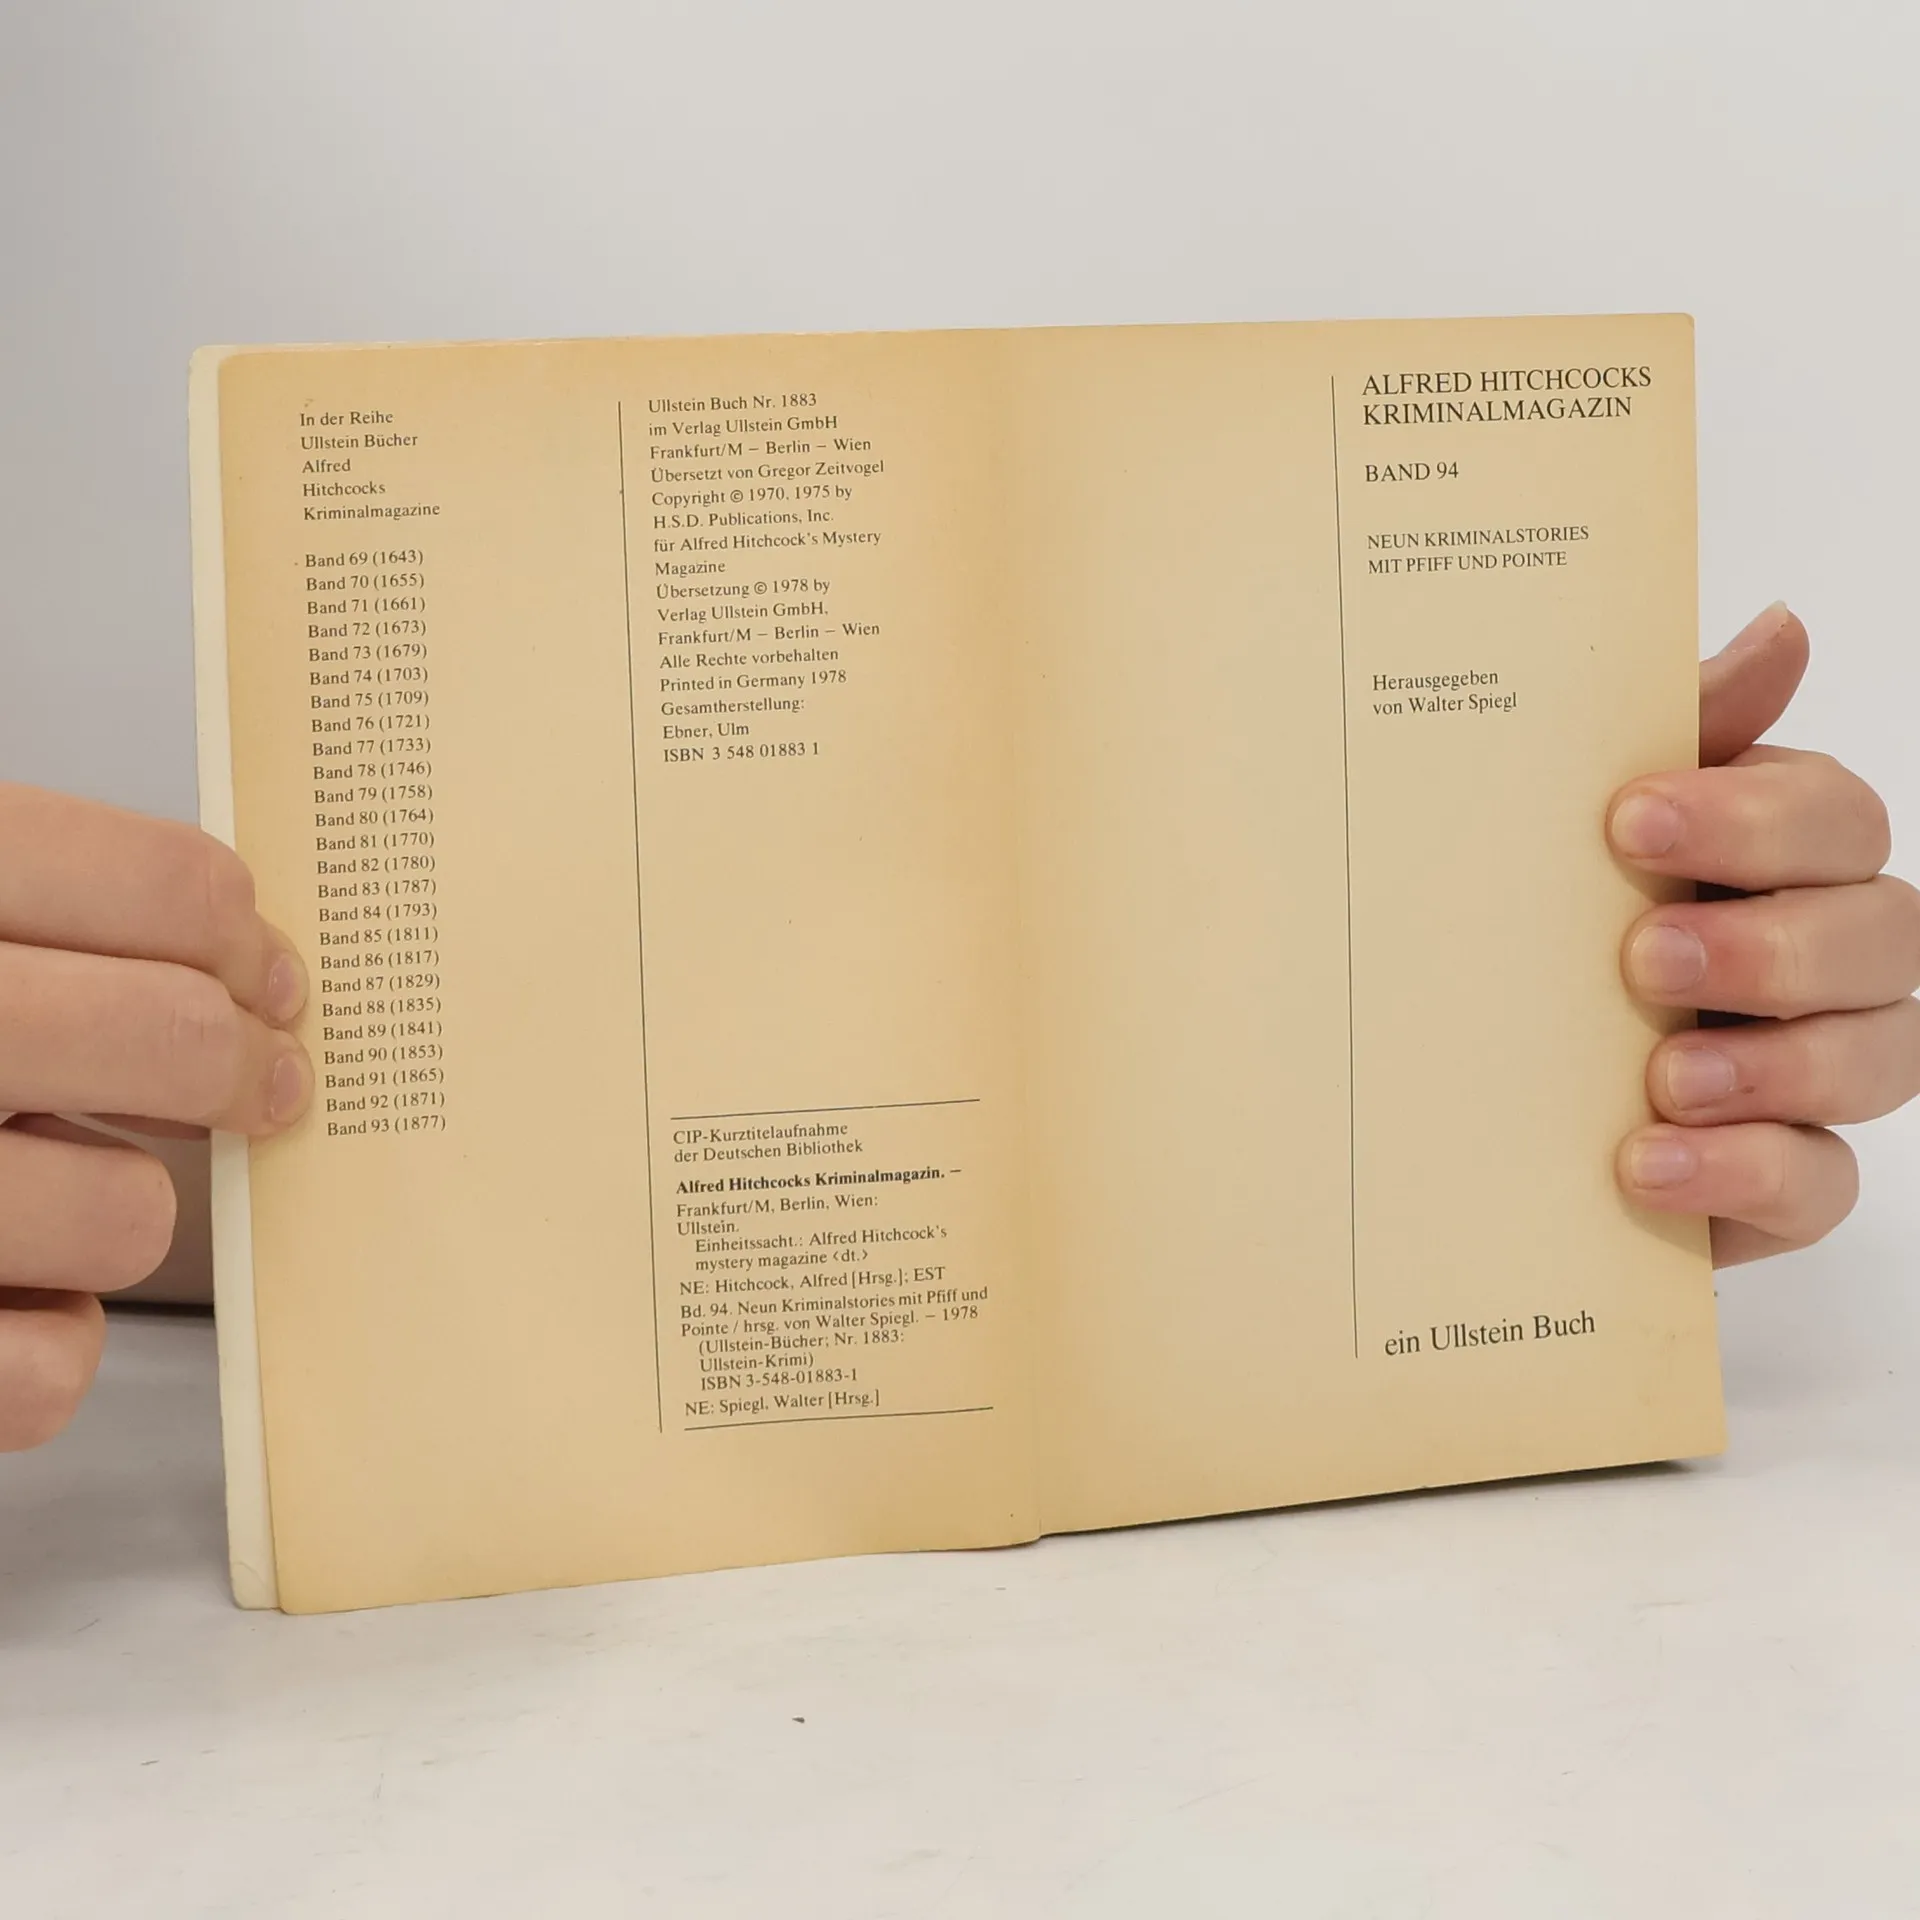 In der Reihe
Ullstein Bücher
Alfred
Hitchcocks
Kriminalmagazine
Band 69 (1643)
Band 70 (1655)
Band 71 (1661)
Band 72 (1673)
Band 73 (1679)
Band 74 (1703)
Band 75 (1709)
Band 76 (1721)
Band 77 (1733)
Band 78 (1746)
Band 79 (1758)
Band 80 (1764)
Band 81 (1770)
Band 82 (1780)
Band 83 (1787)
Band 84 (1793)
Band 85 (1811)
Band 86 (1817)
Band 87 (1829)
Band 88 (1835)
Band 89 (1841)
Band 90 (1853)
Band 91 (1865)
Band 92 (1871)
Band 93 (1877)
Ullstein Buch Nr. 1883
im Verlag Ullstein GmbH
Frankfurt/M – Berlin – Wien
Übersetzt von Gregor Zeitvogel
Copyright © 1970, 1975 by
H.S.D. Publications, Inc.
für Alfred Hitchcock's Mystery
Magazine
Übersetzung © 1978 by
Verlag Ullstein GmbH,
Frankfurt/M – Berlin – Wien
Alle Rechte vorbehalten
Printed in Germany 1978
Gesamtherstellung:
Ebner, Ulm
ISBN 3 548 01883 1
CIP-Kurztitelaufnahme
der Deutschen Bibliothek
Alfred Hitchcocks Kriminalmagazin. –
Frankfurt/M, Berlin, Wien:
Ullstein.
Einheitssacht.: Alfred Hitchcock's
mystery magazine <dt.>
NE: Hitchcock, Alfred [Hrsg.]; EST
Bd. 94. Neun Kriminalstories mit Pfiff und
Pointe / hrsg. von Walter Spiegl. – 1978
(Ullstein-Bücher; Nr. 1883:
Ullstein-Krimi)
ISBN 3-548-01883-1
NE: Spiegl, Walter [Hrsg.]
ALFRED HITCHCOCKS
KRIMINALMAGAZIN
BAND 94
NEUN KRIMINALSTORIES
MIT PFIFF UND POINTE
Herausgegeben
von Walter Spiegl
ein Ullstein Buch